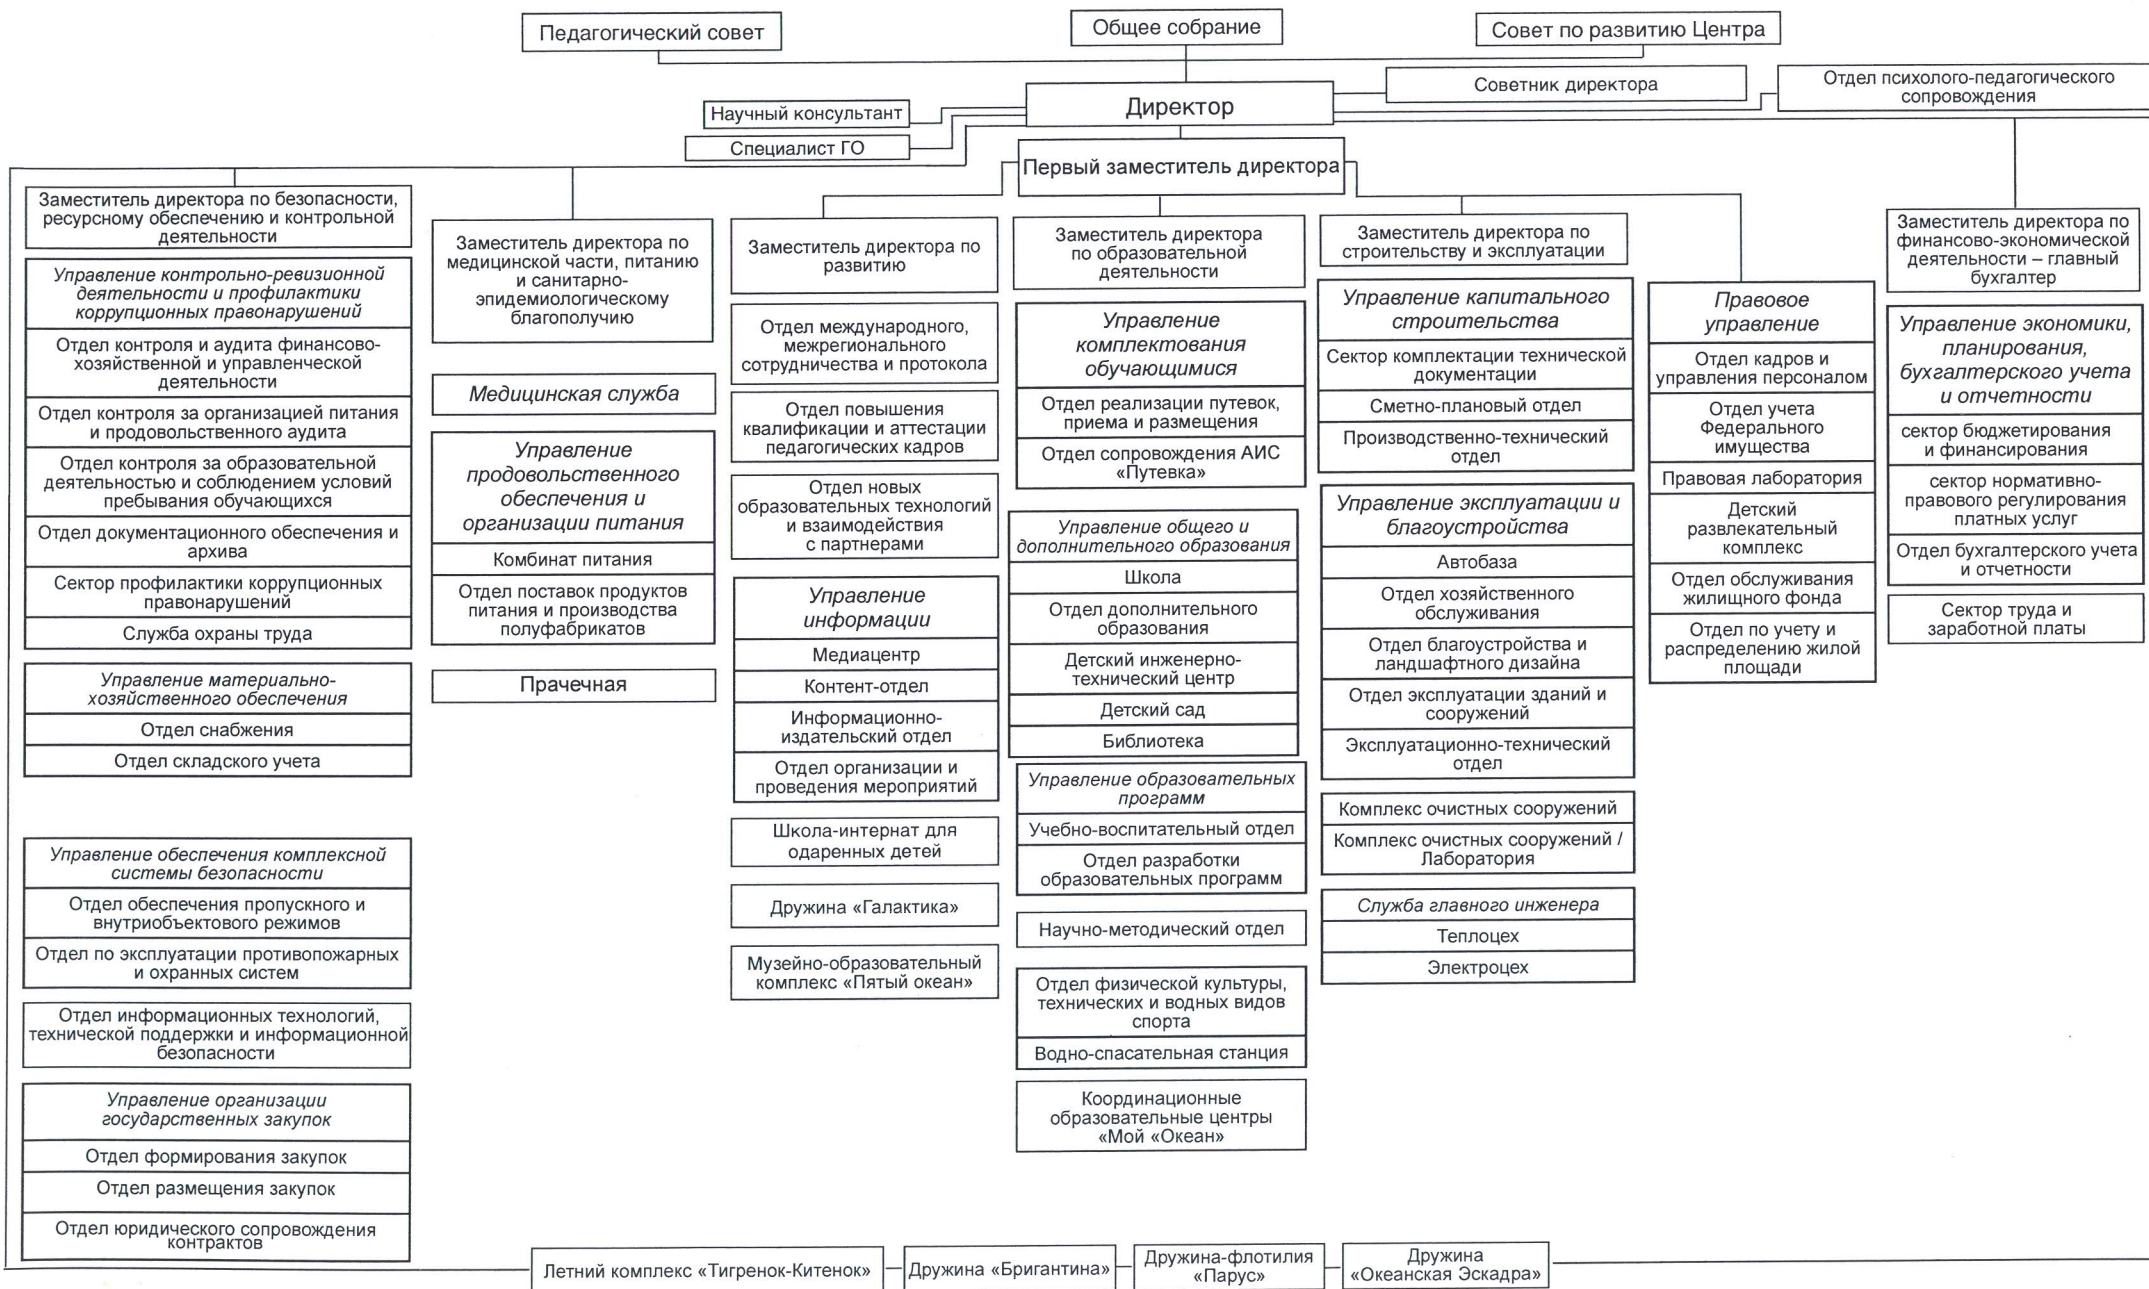 Педагогический совет
Общее собрание
Совет по развитию Центра
Советник директора
Отдел психолого-педагогического
сопровождения
Директор
Научный консультант
Специалист ГО
Первый заместитель директора
Заместитель директора по безопасности,
ресурсному обеспечению и контрольной
деятельности
Управление контрольно-ревизионной
деятельности и профилактики
коррупционных правонарушений
Отдел контроля и аудита финансово-
хозяйственной и управленческой
деятельности
Отдел контроля за организацией питания
и продовольственного аудита
Отдел контроля за образовательной
деятельностью и соблюдением условий
пребывания обучающихся
Отдел документационного обеспечения и
архива
Сектор профилактики коррупционных
правонарушений
Служба охраны труда
Управление материально-
хозяйственного обеспечения
Отдел снабжения
Отдел складского учета
Управление обеспечения комплексной
системы безопасности
Отдел обеспечения пропускного и
внутриобъектового режимов
Отдел по эксплуатации противопожарных
и охранных систем
Отдел информационных технологий,
технической поддержки и информационной
безопасности
Управление организации
государственных закупок
Отдел формирования закупок
Отдел размещения закупок
Отдел юридического сопровождения
контрактов
Заместитель директора по
медицинской части, питанию
и санитарно-
эпидемиологическому
благополучию
Медицинская служба
Управление
продовольственного
обеспечения и
организации питания
Комбинат питания
Отдел поставок продуктов
питания и производства
полуфабрикатов
Прачечная
Заместитель директора по
развитию
Отдел международного,
межрегионального
сотрудничества и протокола
Отдел повышения
квалификации и аттестации
педагогических кадров
Отдел новых
образовательных технологий
и взаимодействия
с партнерами
Управление
информации
Медиацентр
Контент-отдел
Информационно-
издательский отдел
Отдел организации и
проведения мероприятий
Школа-интернат для
одаренных детей
Дружина «Галактика»
Музейно-образовательный
комплекс «Пятый океан»
Заместитель директора
по образовательной
деятельности
Управление
комплектования
обучающимися
Отдел реализации путевок,
приема и размещения
Отдел сопровождения АИС
«Путевка»
Управление общего и
дополнительного образования
Школа
Отдел дополнительного
образования
Детский инженерно-
технический центр
Детский сад
Библиотека
Управление образовательных
программ
Учебно-воспитательный отдел
Отдел разработки
образовательных программ
Научно-методический отдел
Отдел физической культуры,
технических и водных видов
спорта
Водно-спасательная станция
Координационные
образовательные центры
«Мой «Океан»
Заместитель директора по
строительству и эксплуатации
Управление капитального
строительства
Сектор комплектации технической
документации
Сметно-плановый отдел
Производственно-технический
отдел
Управление эксплуатации и
благоустройства
Автобаза
Отдел хозяйственного
обслуживания
Отдел благоустройства и
ландшафтного дизайна
Отдел эксплуатации зданий и
сооружений
Эксплуатационно-технический
отдел
Комплекс очистных сооружений
Комплекс очистных сооружений /
Лаборатория
Служба главного инженера
Теплоцех
Электроцех
Правовое
управление
Отдел кадров и
управления персоналом
Отдел учета
Федерального
имущества
Правовая лаборатория
Детский
развлекательный
комплекс
Отдел обслуживания
жилищного фонда
Отдел по учету и
распределению жилой
площади
Заместитель директора по
финансово-экономической
деятельности – главный
бухгалтер
Управление экономики,
планирования,
бухгалтерского учета
и отчетности
сектор бюджетирования
и финансирования
сектор нормативно-
правового регулирования
платных услуг
Отдел бухгалтерского учета
и отчетности
Сектор труда и
заработной платы
Летний комплекс «Тигренок-Китенок»
Дружина «Бригантина»
Дружина-флотилия
«Парус»
Дружина
«Океанская Эскадра»